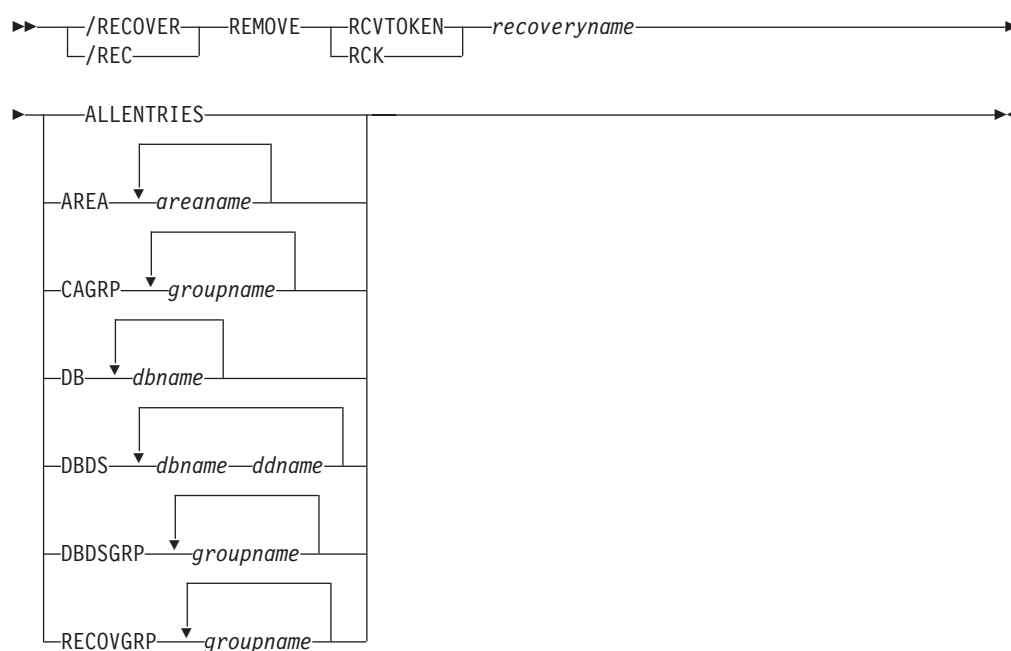 /RECOVER REMOVE RCVTOKEN recoveryname
/REC RCK
ALLENTRIES
AREA areaname
CAGRP groupname
DB dbname
DBDS dbname ddname
DBDSGRP groupname
RECOVGRP groupname